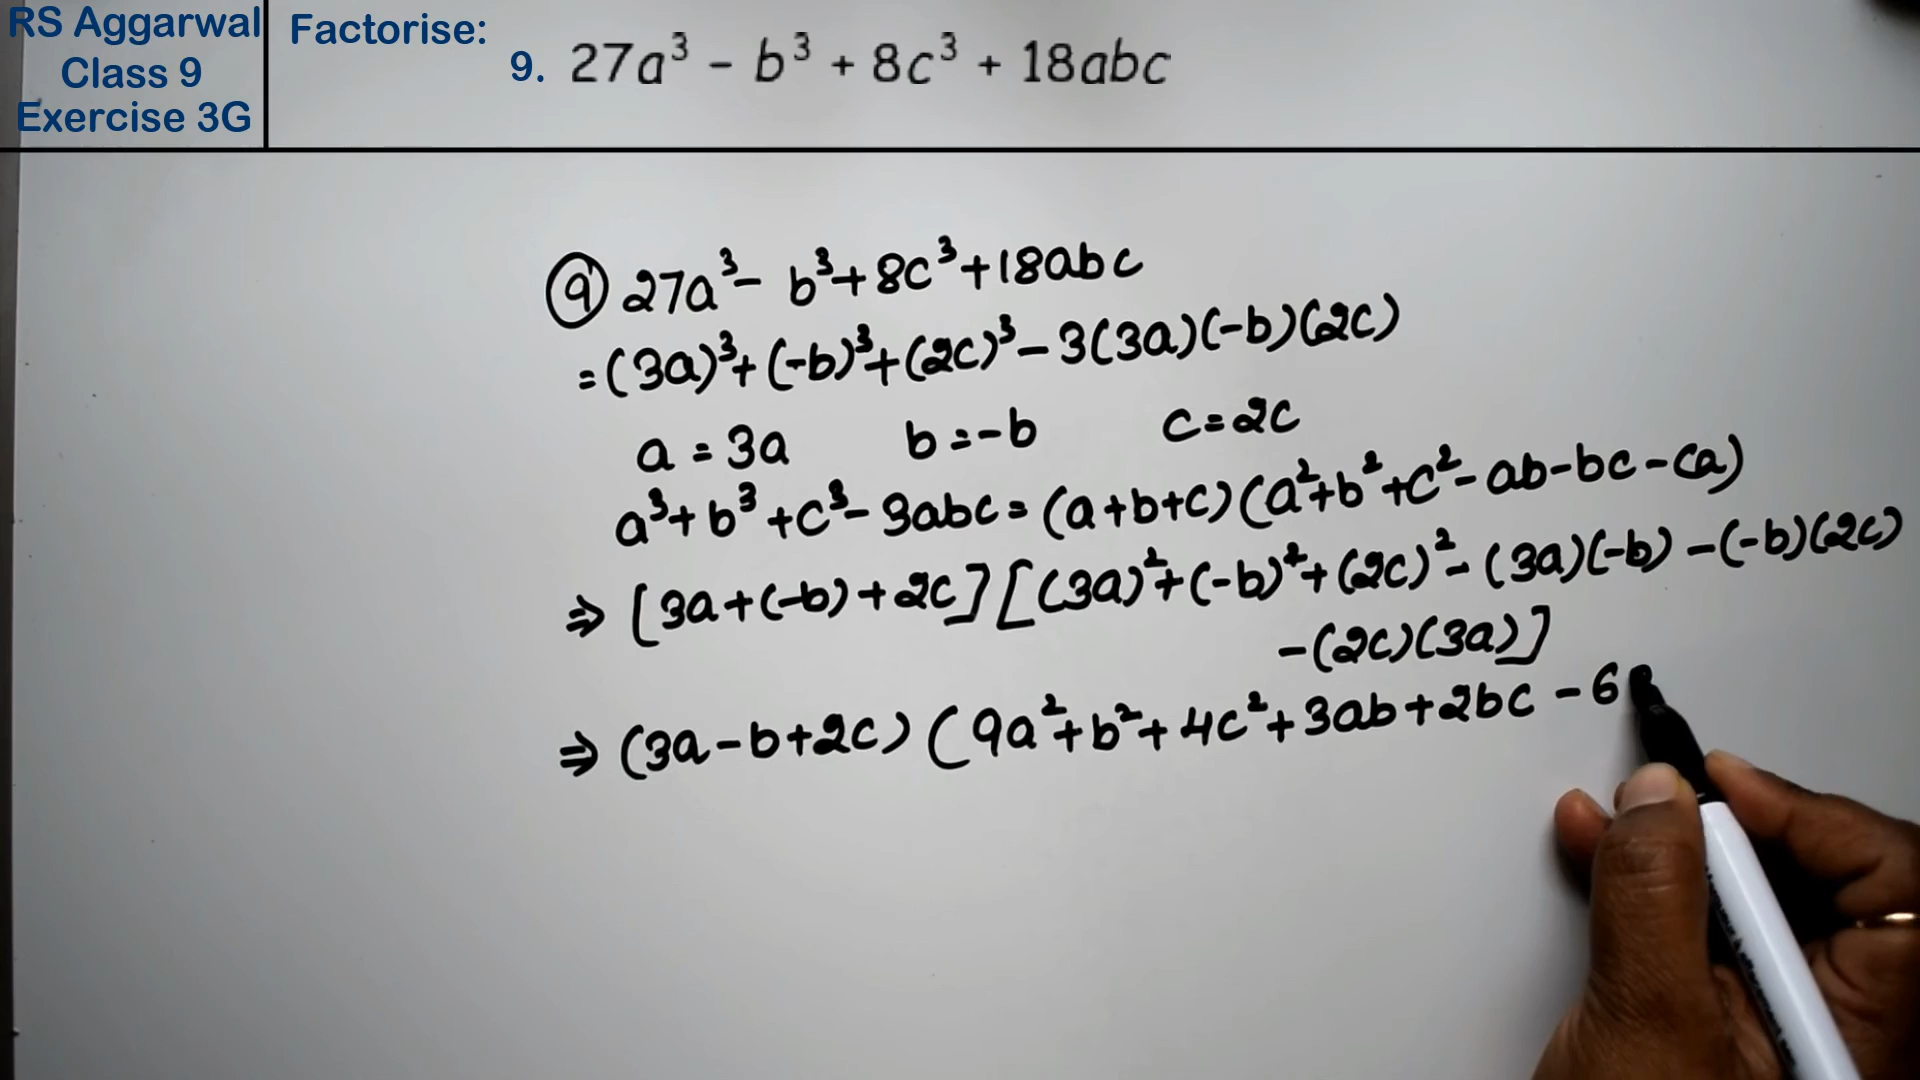 RS Aggarwal
Class 9
Exercise 3G
Factorise:
9. 27a³ - b³ + 8c³ + 18abc
⑨ 27a³ - b³ + 8c³ + 18abc
= (3a)³ + (-b)³ + (2c)³ - 3(3a)(-b)(2c)
a = 3a b = -b c = 2c
a³ + b³ + c³ - 3abc = (a+b+c) (a² + b² + c² - ab - bc - ca)
⇒ [3a + (-b) + 2c] [(3a)² + (-b)² + (2c)² - (3a)(-b) - (-b)(2c)
- (2c)(3a)]
⇒ (3a - b + 2c) (9a² + b² + 4c² + 3ab + 2bc - 6